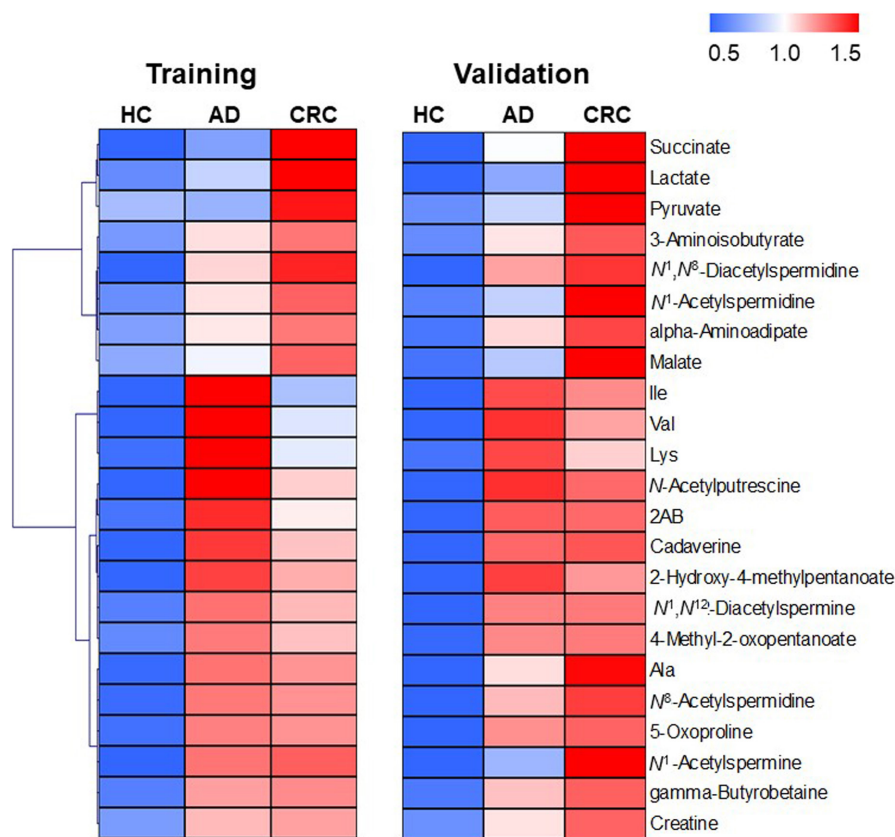 0.5 1.0 1.5
Training Validation
HC AD CRC HC AD CRC
Succinate
Lactate
Pyruvate
3-Aminoisobutyrate
N¹,N⁸-Diacetylspermidine
N¹-Acetylspermidine
alpha-Aminoadipate
Malate
Ile
Val
Lys
N-Acetylputrescine
2AB
Cadaverine
2-Hydroxy-4-methylpentanoate
N¹,N¹²⁾-Diacetylspermine
4-Methyl-2-oxopentanoate
Ala
N⁸-Acetylspermidine
5-Oxoproline
N¹-Acetylspermine
gamma-Butyrobetaine
Creatine